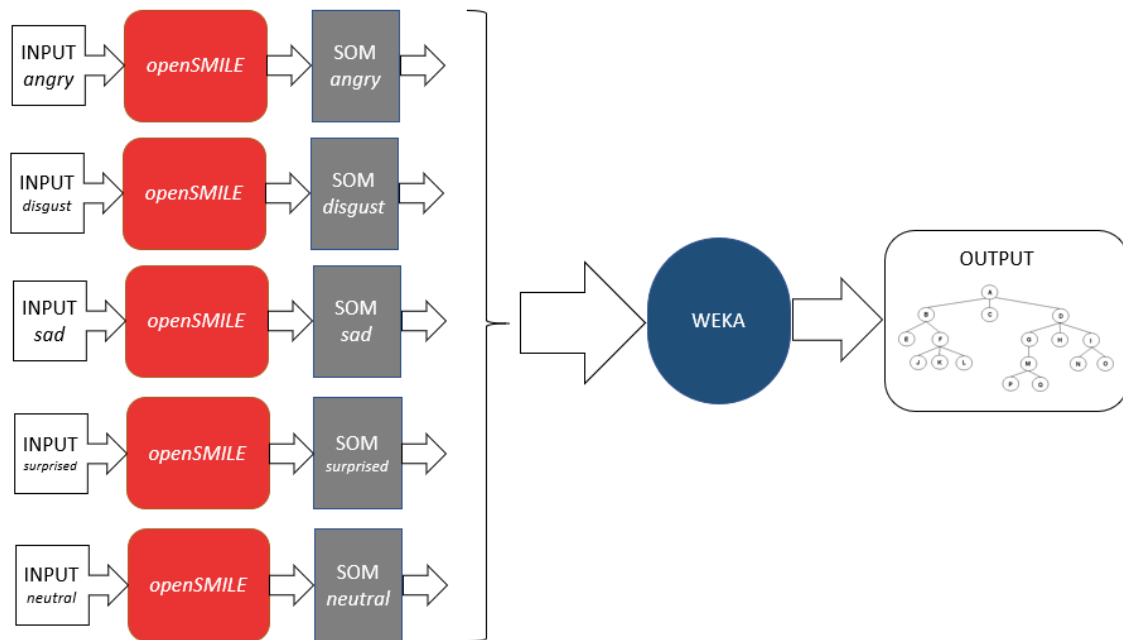 INPUT
angry
openSMILE
SOM
angry
INPUT
disgust
openSMILE
SOM
disgust
INPUT
sad
openSMILE
SOM
sad
INPUT
surprised
openSMILE
SOM
surprised
INPUT
neutral
openSMILE
SOM
neutral
WEKA
OUTPUT
A
B C D
E F G H I
J K L M N O
P Q